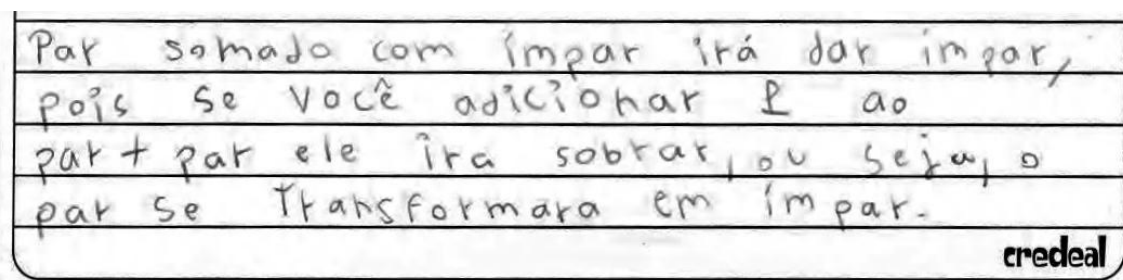 Par somado com ímpar irá dar impar,
pois se você adicionar 1 ao
par + par ele ira sobrar, ou seja, o
par se transformara em ímpar.
credeal